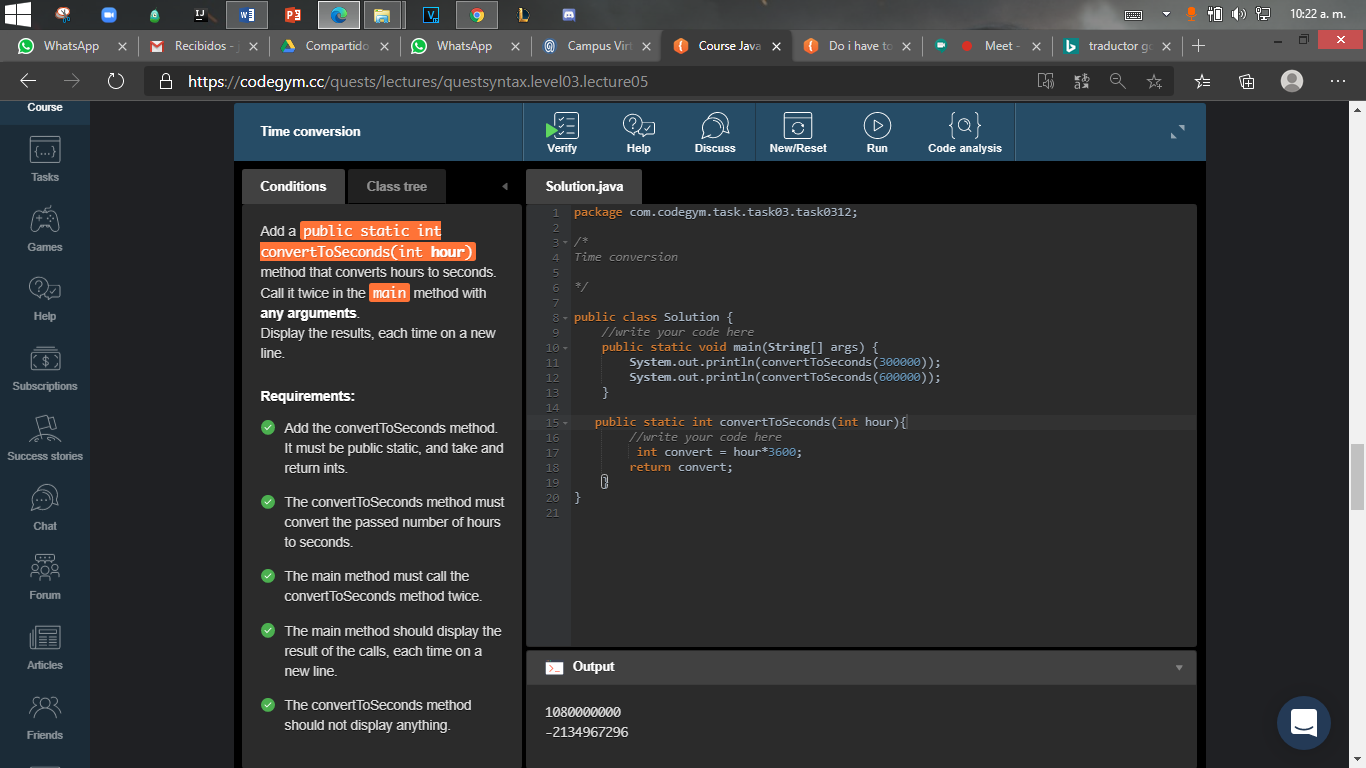 10:22 a. m.
WhatsApp
Recibidos - j
Compartido
WhatsApp
Campus Virt
Course Java
Do i have to
Meet -
traductor go
https://codegym.cc/quests/lectures/questsyntax.level03.lecture05
Course
Tasks
Games
Help
Subscriptions
Success stories
Chat
Forum
Articles
Friends
Time conversion
Verify
Help
Discuss
New/Reset
Run
Code analysis
Conditions
Class tree
Add a public static int
convertToSeconds(int hour)
method that converts hours to seconds.
Call it twice in the main method with
any arguments.
Display the results, each time on a new
line.
Requirements:
Add the convertToSeconds method.
It must be public static, and take and
return ints.
The convertToSeconds method must
convert the passed number of hours
to seconds.
The main method must call the
convertToSeconds method twice.
The main method should display the
result of the calls, each time on a
new line.
The convertToSeconds method
should not display anything.
Solution.java
1 package com.codegym.task.task03.task0312;
2
3 /*
4 Time conversion
5
6 */
7
8 public class Solution {
9 //write your code here
10 public static void main(String[] args) {
11 System.out.println(convertToSeconds(300000));
12 System.out.println(convertToSeconds(600000));
13 }
14
15 public static int convertToSeconds(int hour){
16 //write your code here
17 int convert = hour*3600;
18 return convert;
19 }
20 }
21
Output
1080000000
-2134967296